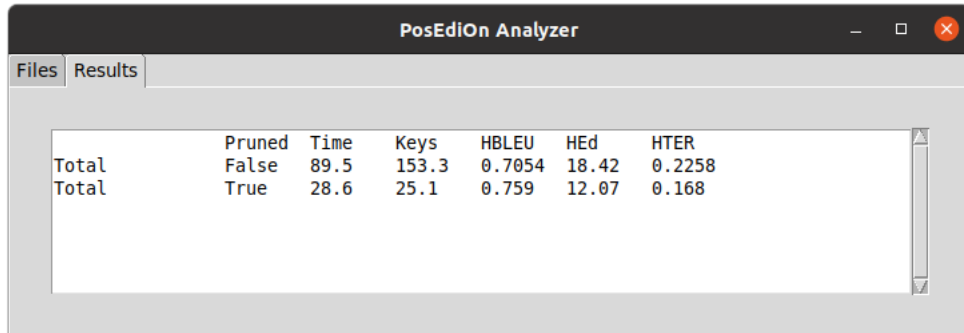 PosEdiOn Analyzer
Files Results
Pruned Time Keys HBLEU HEd HTER
Total False 89.5 153.3 0.7054 18.42 0.2258
Total True 28.6 25.1 0.759 12.07 0.168